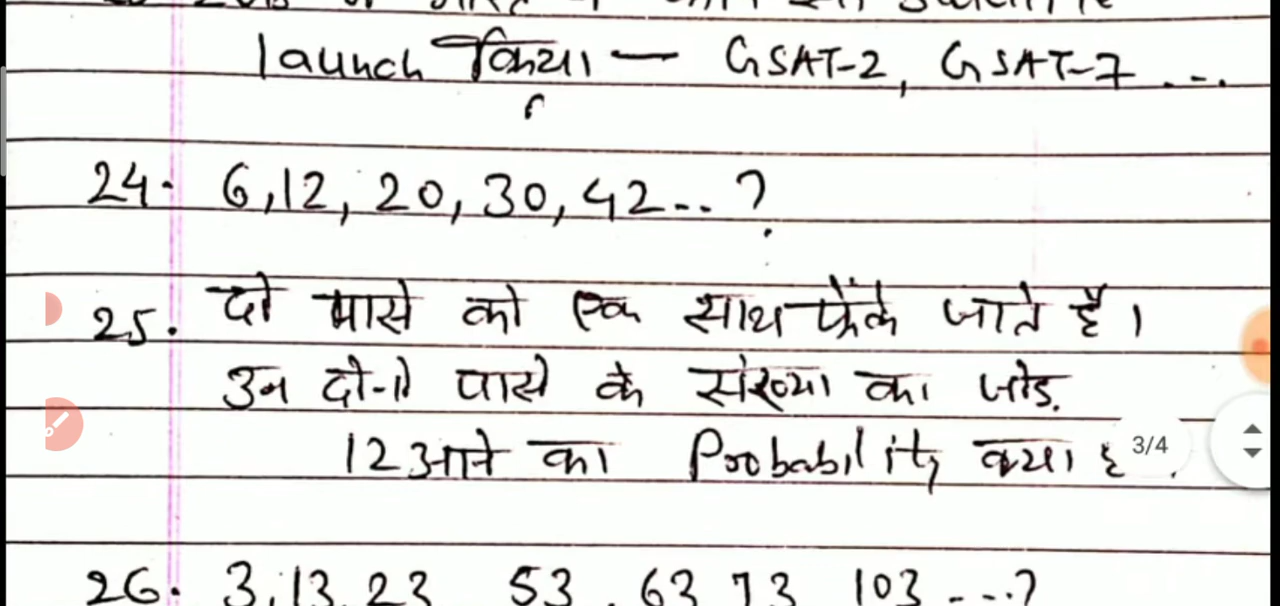 launch किया — GSAT-2, GSAT-7 ...
24. 6, 12, 20, 30, 42.. ?
25. दो पासे को एक साथ फेंके जाते हैं।
उन दोनो पासे के संख्या का जोड़
12 आने का Probability क्या है
3/4
26. 3, 13, 23 53, 63 73 103 ...?